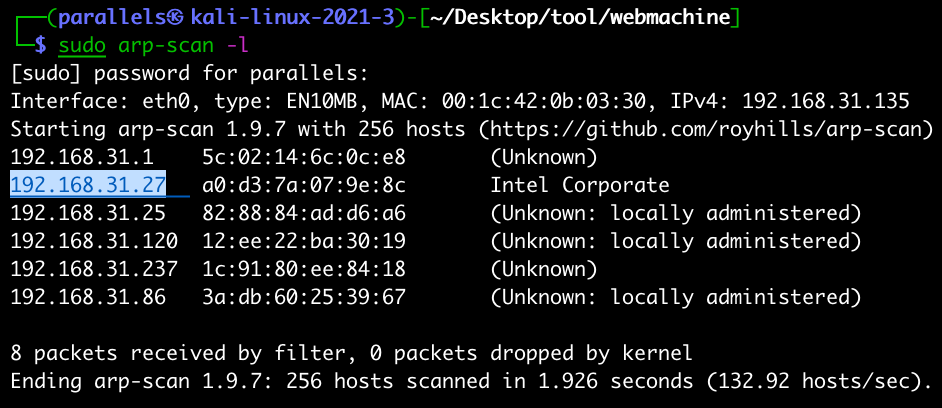 (parallels㉿kali-linux-2021-3)-[~/Desktop/tool/webmachine]
$ sudo arp-scan -l
[sudo] password for parallels:
Interface: eth0, type: EN10MB, MAC: 00:1c:42:0b:03:30, IPv4: 192.168.31.135
Starting arp-scan 1.9.7 with 256 hosts (https://github.com/royhills/arp-scan)
192.168.31.1 5c:02:14:6c:0c:e8 (Unknown)
192.168.31.27 a0:d3:7a:07:9e:8c Intel Corporate
192.168.31.25 82:88:84:ad:d6:a6 (Unknown: locally administered)
192.168.31.120 12:ee:22:ba:30:19 (Unknown: locally administered)
192.168.31.237 1c:91:80:ee:84:18 (Unknown)
192.168.31.86 3a:db:60:25:39:67 (Unknown: locally administered)
8 packets received by filter, 0 packets dropped by kernel
Ending arp-scan 1.9.7: 256 hosts scanned in 1.926 seconds (132.92 hosts/sec).